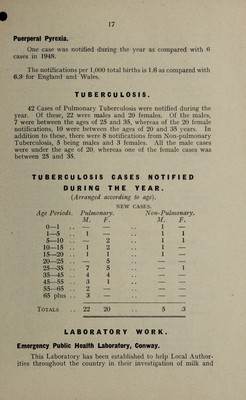 17
Puerperal Pyrexia.
One case was notified during the year as compared with 6
cases in 1948.
The notifications per 1,000 total births is 1.6 as compared with
6.3 for England and Wales.
TUBERCULOSIS.
42 Cases of Pulmonary Tuberculosis were notified during the
year. Of these, 22 were males and 20 females. Of the males,
7 were between the ages of 25 and 35, whereas of the 20 female
notifications, 10 were between the ages of 20 and 35 years. In
addition to these, there were 8 notifications from Non-pulmonary
Tuberculosis, 5 being males and 3 females. All the male cases
were under the age of 20, whereas one of the female cases was
between 25 and 35.
TUBERCULOSIS CASES NOTIFIED
DURING THE YEAR.
(Arranged according to age).
NEW CASES.
Age Periods. Pulmonary. Non-Pulmonary.
M. F. M. F.
0—1 .. — — .. 1 —
1—5 .. 1 — .. 1 1
5—10 .. — 2 .. 1 1
10—15 .. 1 2 .. 1 —
15—20 .. 1 1 .. 1 —
20—25 .. — 5 ..
25—35 .. 7 5 .. — 1
35—45 .. 4 4 ..
45—55 .. 3 1 ..
55—65 .. 2 — ..
65 plus .. 3 — ..
TOTALS .. 22 20 .. 5 3
LABORATORY WORK.
Emergency Public Health Laboratory, Conway.
This Laboratory has been established to help Local Author-
ities throughout the country in their investigation of milk and